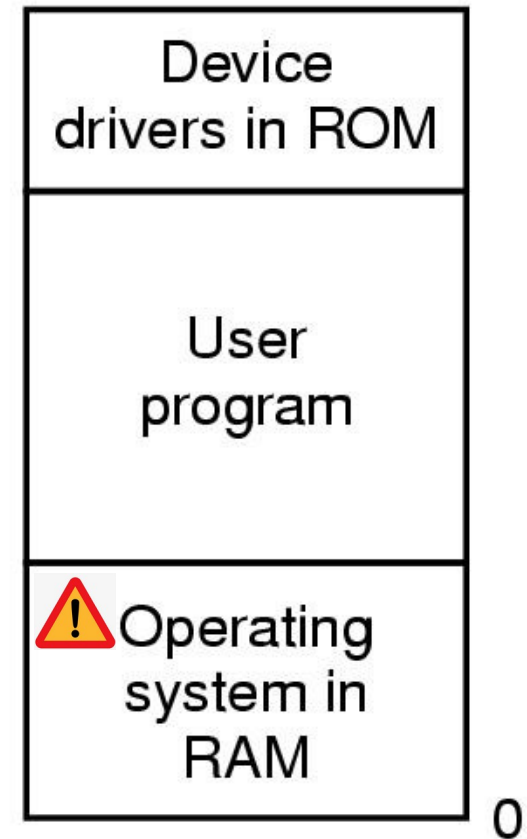 Device
drivers in ROM
User
program
Operating
system in
RAM
0